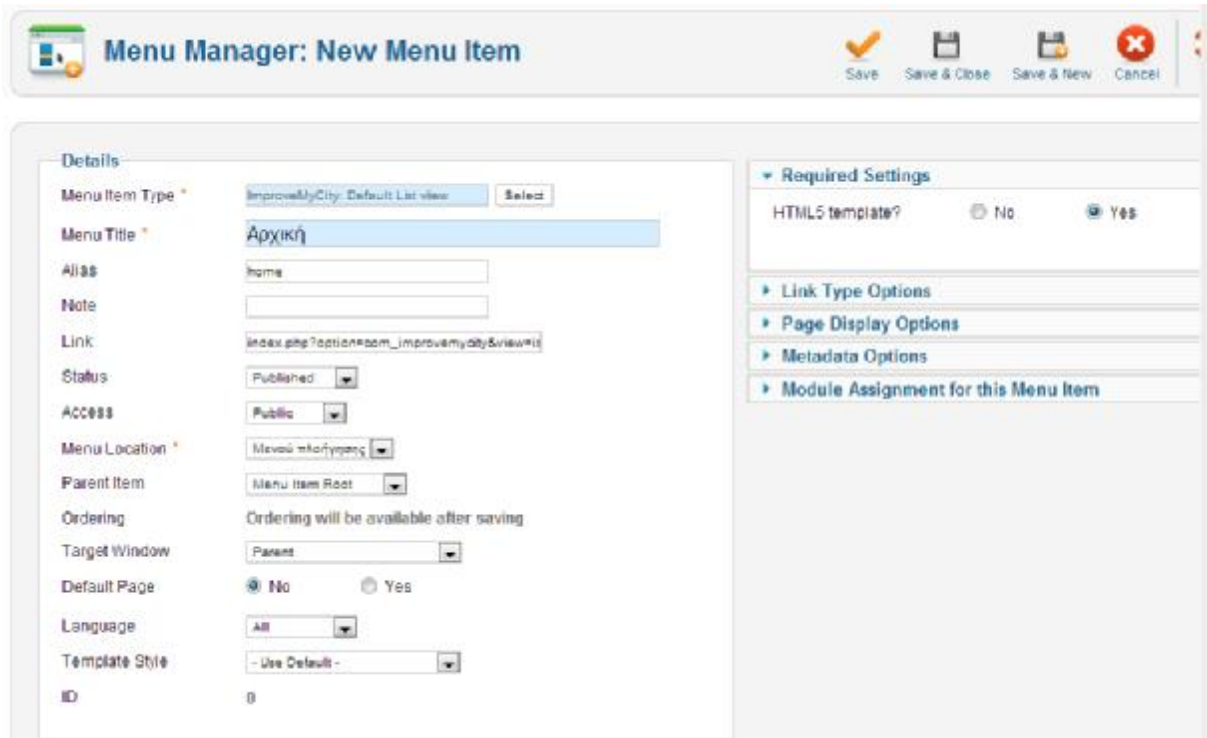 Menu Manager: New Menu Item
Save
Save & Close
Save & New
Cancel
Details
Menu Item Type *
ImproveMyCity: Default List view
Select
Menu Title *
Αρχική
Alias
home
Note
Link
index.php?option=com_improvemycity&view=is
Status
Published
Access
Public
Menu Location *
Μενού πλοήγησης
Parent Item
Menu Item Root
Ordering
Ordering will be available after saving
Target Window
Parent
Default Page
No
Yes
Language
All
Template Style
- Use Default -
ID
0
Required Settings
HTML5 template?
No
Yes
Link Type Options
Page Display Options
Metadata Options
Module Assignment for this Menu Item